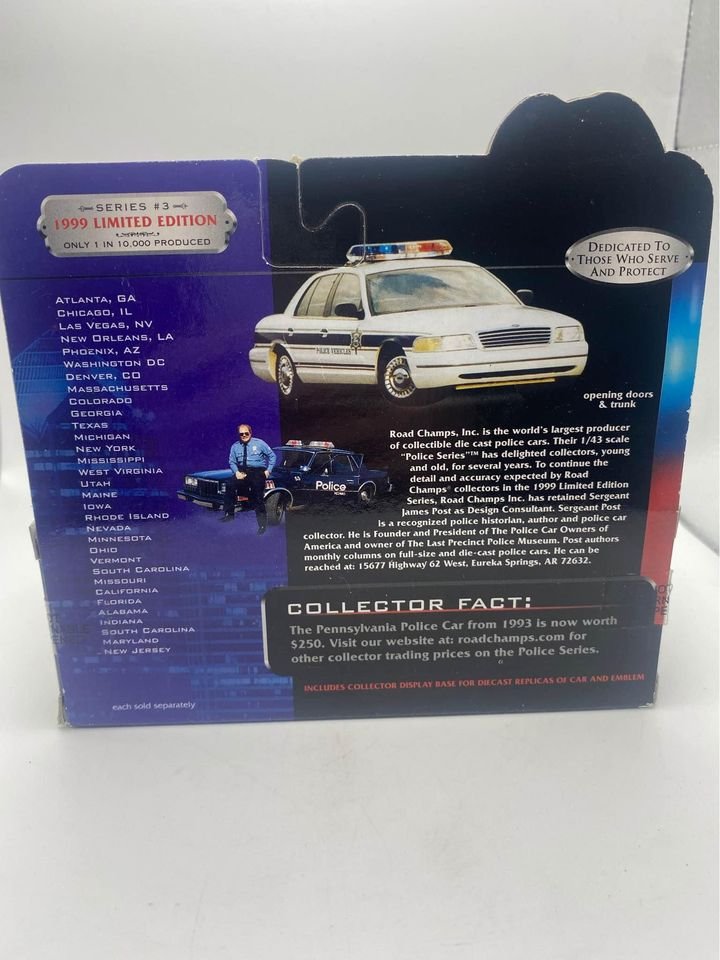 SERIES #3
1999 LIMITED EDITION
ONLY 1 IN 10,000 PRODUCED
ATLANTA, GA
CHICAGO, IL
LAS VEGAS, NV
NEW ORLEANS, LA
PHOENIX, AZ
WASHINGTON DC
DENVER, CO
MASSACHUSETTS
COLORADO
GEORGIA
TEXAS
MICHIGAN
NEW YORK
MISSISSIPPI
WEST VIRGINIA
UTAH
MAINE
IOWA
RHODE ISLAND
NEVADA
MINNESOTA
OHIO
VERMONT
SOUTH CAROLINA
MISSOURI
CALIFORNIA
FLORIDA
ALABAMA
INDIANA
SOUTH CAROLINA
MARYLAND
NEW JERSEY
each sold separately
DEDICATED TO
THOSE WHO SERVE
AND PROTECT
POLICE VEHICLES
opening doors
& trunk
Police
Road Champs, Inc. is the world's largest producer
of collectible die cast police cars. Their 1/43 scale
"Police Series"™ has delighted collectors, young
and old, for several years. To continue the
detail and accuracy expected by Road
Champs® collectors in the 1999 Limited Edition
Series, Road Champs Inc. has retained Sergeant
James Post as Design Consultant. Sergeant Post
is a recognized police historian, author and police car
collector. He is Founder and President of The Police Car Owners of
America and owner of The Last Precinct Police Museum. Post authors
monthly columns on full-size and die-cast police cars. He can be
reached at: 15677 Highway 62 West, Eureka Springs, AR 72632.
COLLECTOR FACT:
The Pennsylvania Police Car from 1993 is now worth
$250. Visit our website at: roadchamps.com for
other collector trading prices on the Police Series.
INCLUDES COLLECTOR DISPLAY BASE FOR DIECAST REPLICAS OF CAR AND EMBLEM